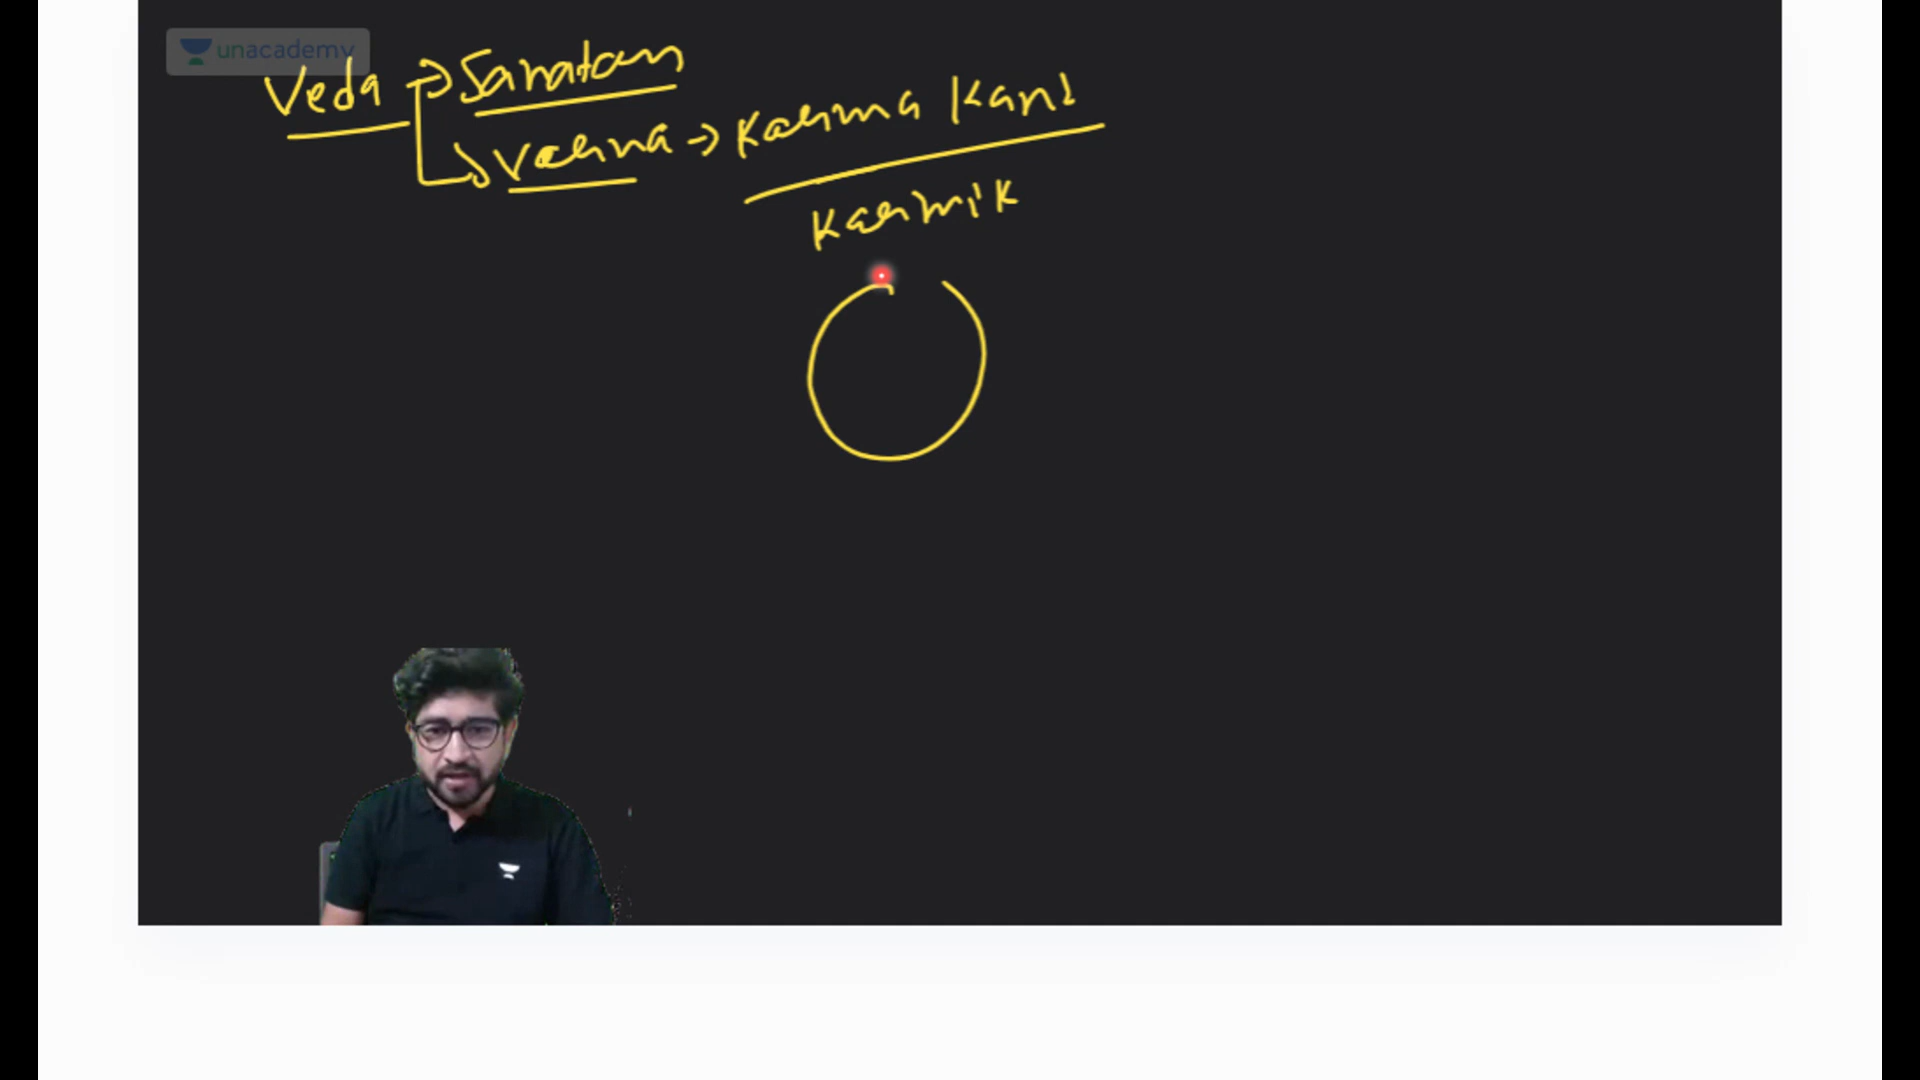 unacademy
Veda → Sanatan
→ Varna → Karma Kand
Karmik